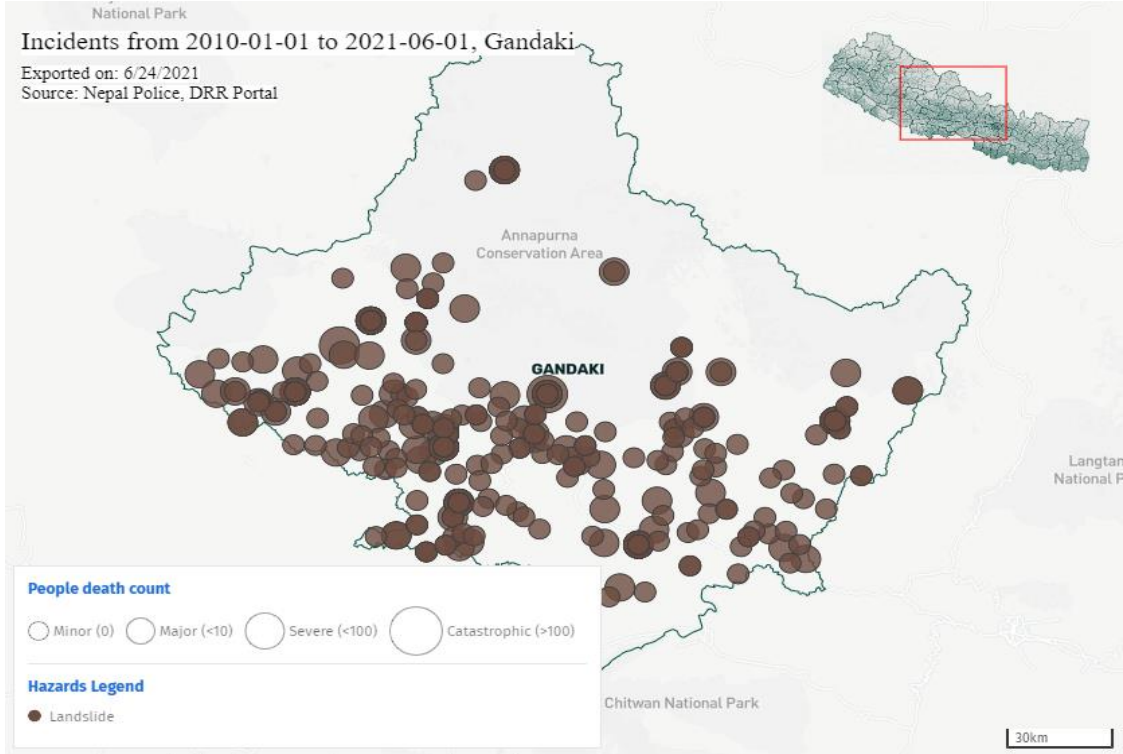 National Park
Incidents from 2010-01-01 to 2021-06-01, Gandaki
Exported on: 6/24/2021
Source: Nepal Police, DRR Portal
Annapurna
Conservation Area
GANDAKI
Langtan
National P
People death count
Minor (0) Major (<10) Severe (<100) Catastrophic (>100)
Hazards Legend
Landslide
Chitwan National Park
30km